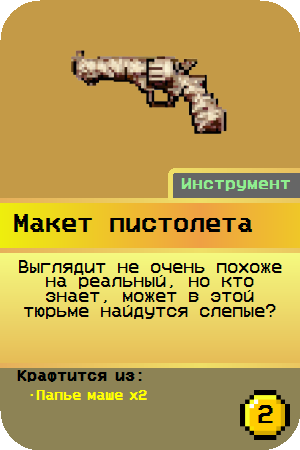 Инструмент
Макет пистолета
Выглядит не очень похоже
на реальный, но кто
знает, может в этой
тюрьме найдутся слепые?
Крафтится из:
·Папье маше х2
2